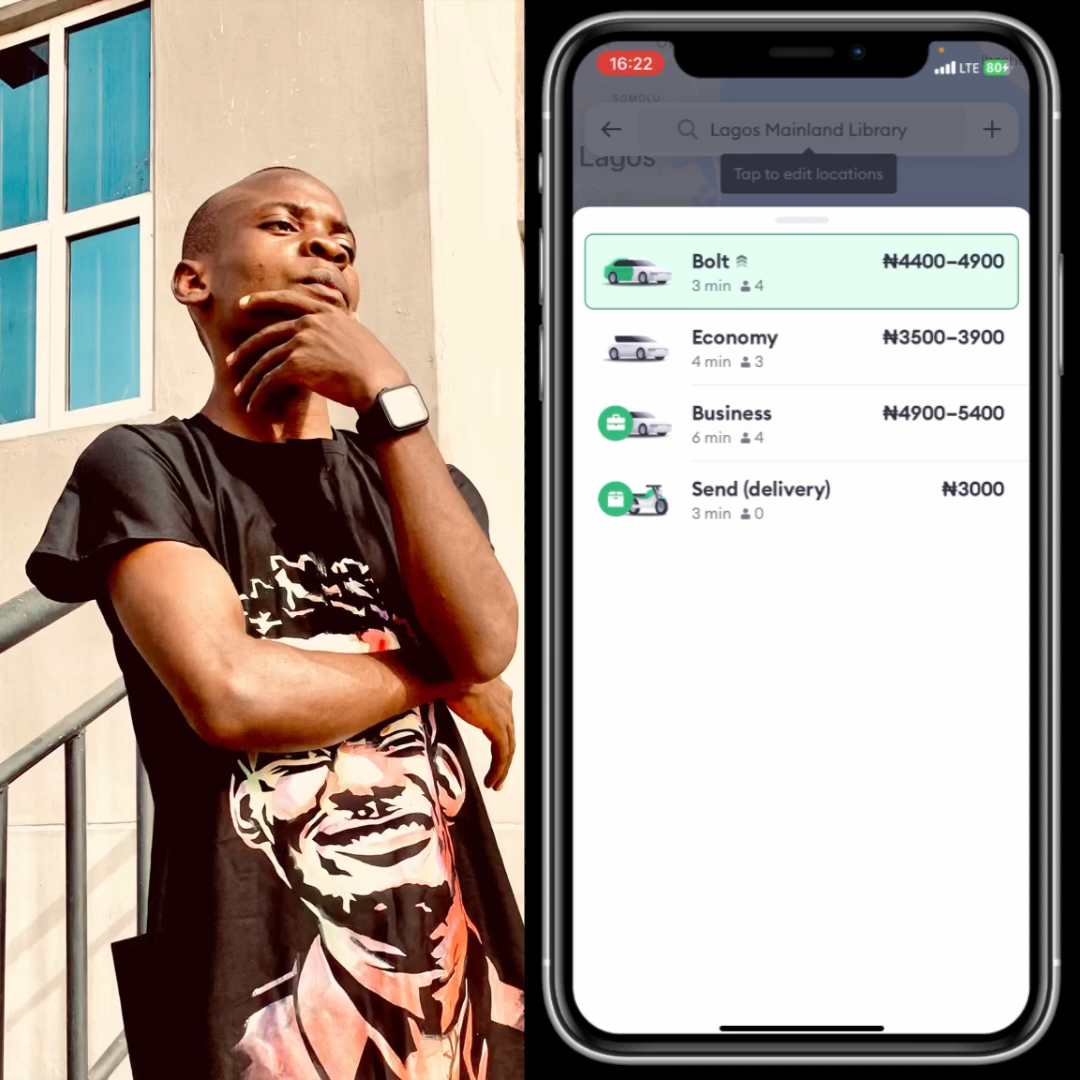 16:22
LTE 80
SOMOLU
Lagos Mainland Library
Lagos
Tap to edit locations
Bolt ₦4400–4900
3 min 4
Economy ₦3500–3900
4 min 3
Business ₦4900–5400
6 min 4
Send (delivery) ₦3000
3 min 0